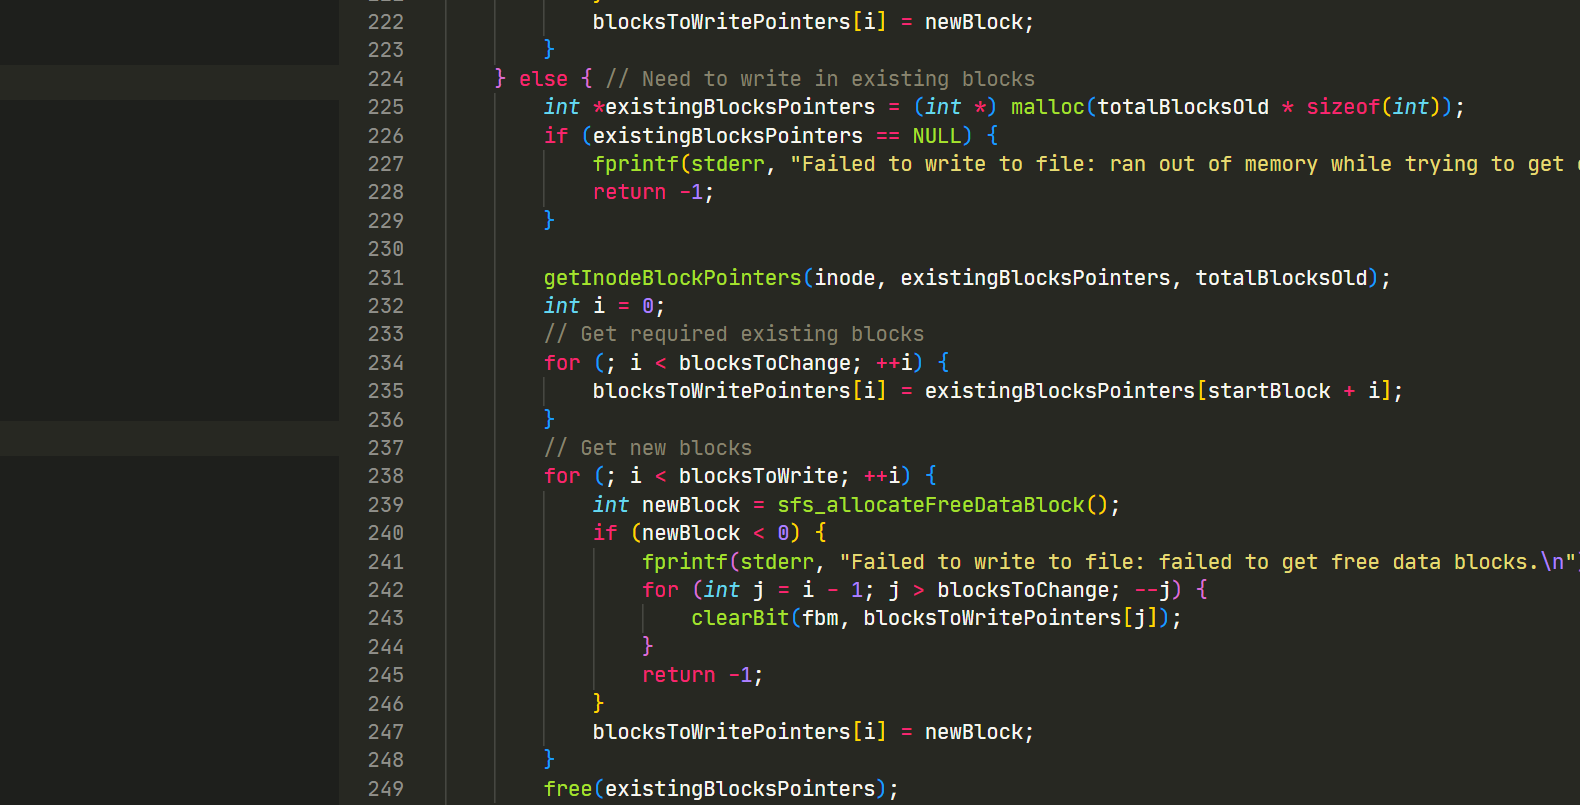 222 blocksToWritePointers[i] = newBlock;
223 }
224 } else { // Need to write in existing blocks
225 int *existingBlocksPointers = (int *) malloc(totalBlocksOld * sizeof(int));
226 if (existingBlocksPointers == NULL) {
227 fprintf(stderr, "Failed to write to file: ran out of memory while trying to get
228 return -1;
229 }
230
231 getInodeBlockPointers(inode, existingBlocksPointers, totalBlocksOld);
232 int i = 0;
233 // Get required existing blocks
234 for (; i < blocksToChange; ++i) {
235 blocksToWritePointers[i] = existingBlocksPointers[startBlock + i];
236 }
237 // Get new blocks
238 for (; i < blocksToWrite; ++i) {
239 int newBlock = sfs_allocateFreeDataBlock();
240 if (newBlock < 0) {
241 fprintf(stderr, "Failed to write to file: failed to get free data blocks.\n")
242 for (int j = i - 1; j > blocksToChange; --j) {
243 clearBit(fbm, blocksToWritePointers[j]);
244 }
245 return -1;
246 }
247 blocksToWritePointers[i] = newBlock;
248 }
249 free(existingBlocksPointers);